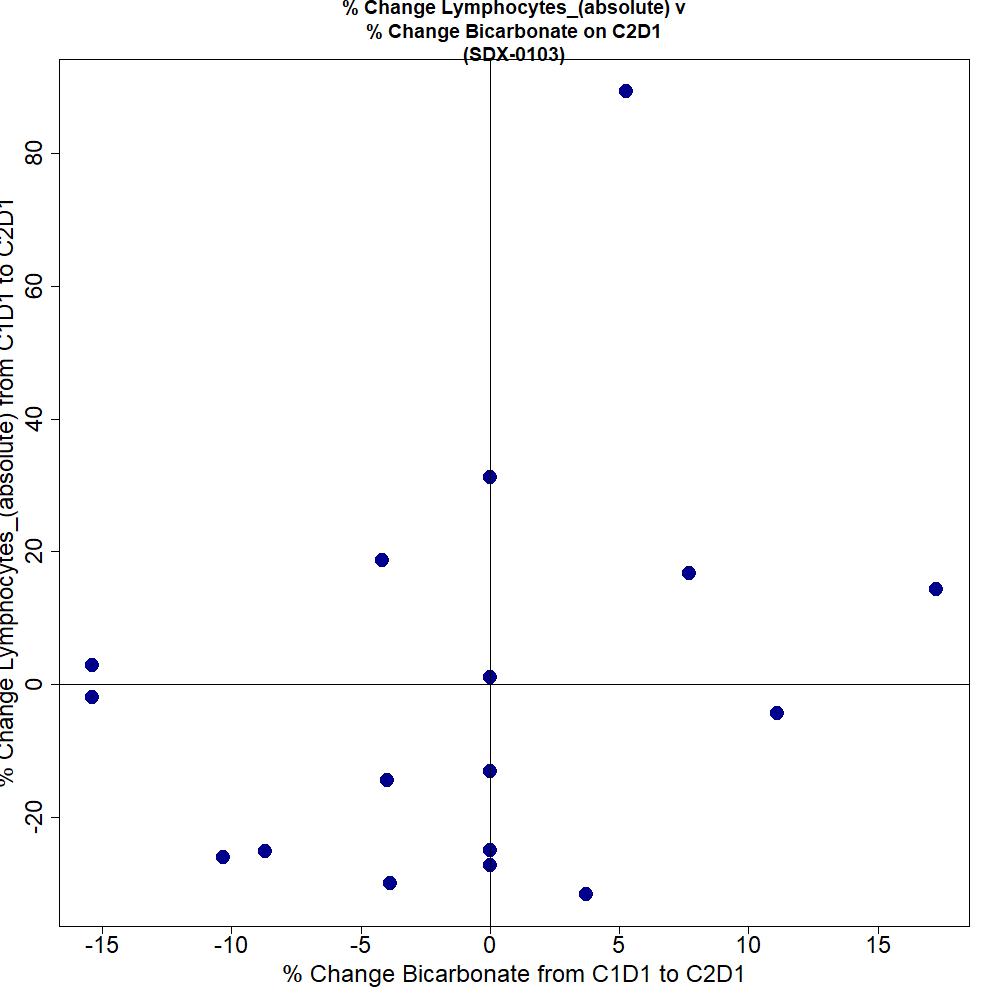 % Change Lymphocytes_(absolute) v
% Change Bicarbonate on C2D1
(SDX-0103)
% Change Lymphocytes_(absolute) from C1D1 to C2D1
80
60
40
20
0
-20
-15
-10
-5
0
5
10
15
% Change Bicarbonate from C1D1 to C2D1